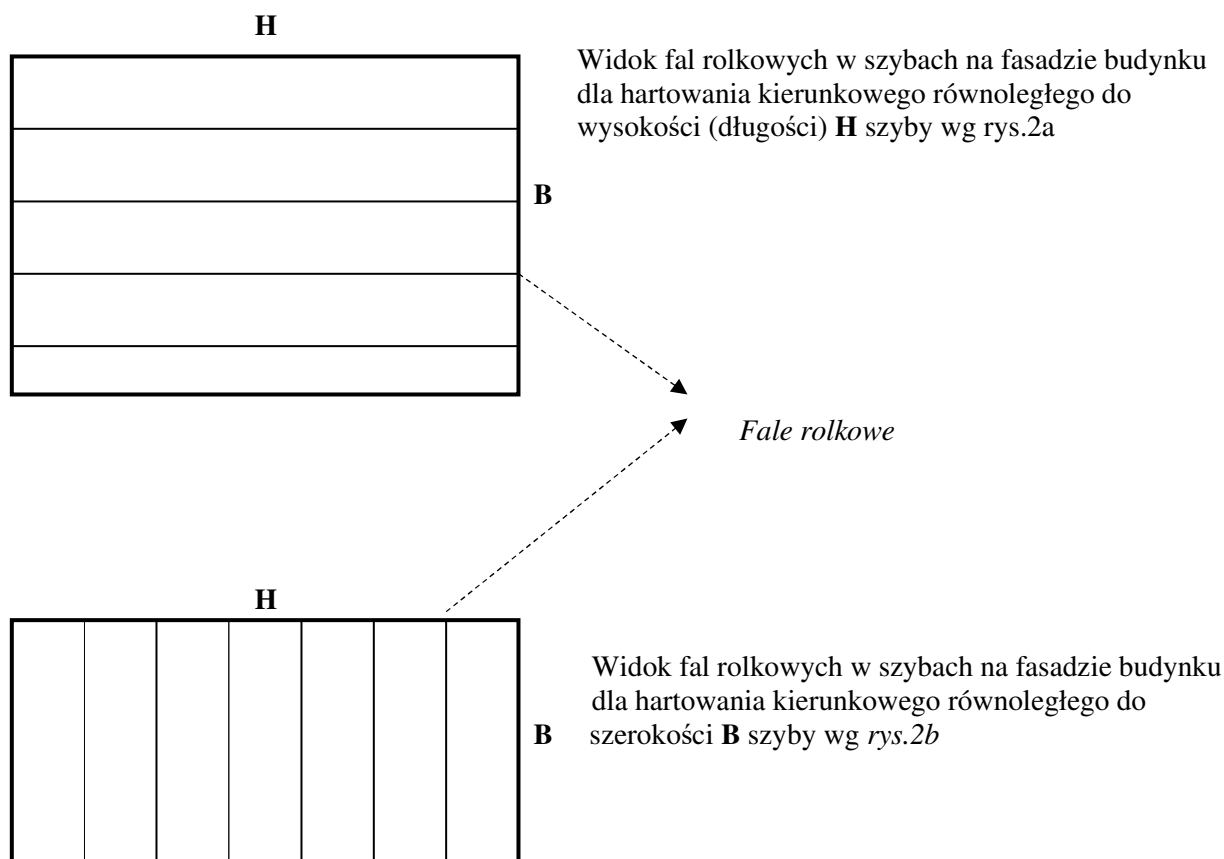 H
Widok fal rolkowych w szybach na fasadzie budynku
dla hartowania kierunkowego równoległego do
wysokości (długości) H szyby wg rys.2a
B
Fale rolkowe
H
Widok fal rolkowych w szybach na fasadzie budynku
dla hartowania kierunkowego równoległego do
B szerokości B szyby wg rys.2b